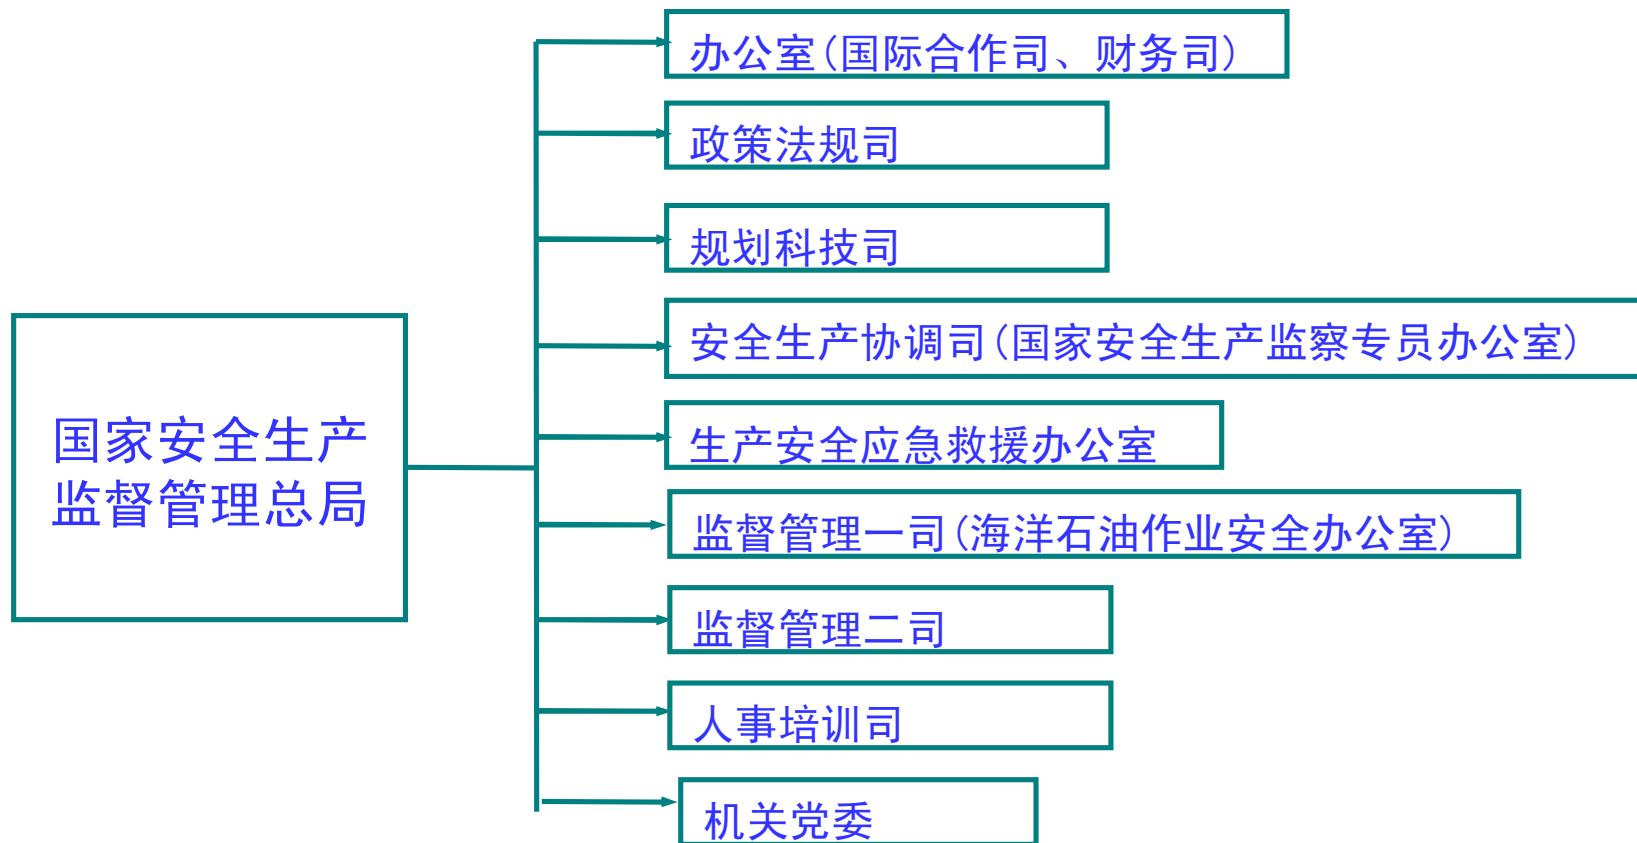 办公室(国际合作司、财务司)
政策法规司
规划科技司
安全生产协调司(国家安全生产监察专员办公室)
国家安全生产
监督管理总局
生产安全应急救援办公室
监督管理一司(海洋石油作业安全办公室)
监督管理二司
人事培训司
机关党委